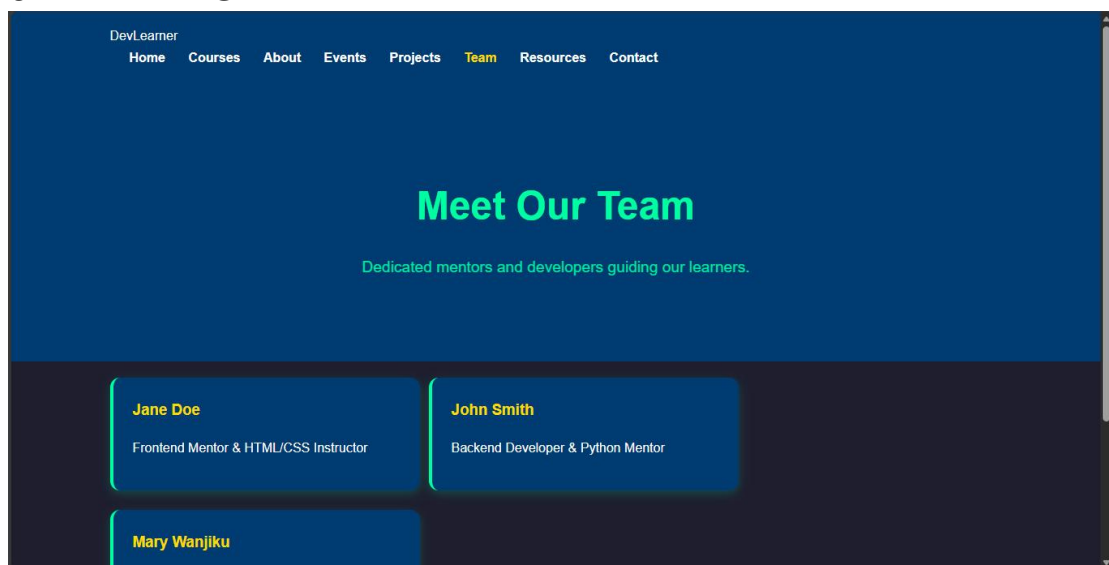 DevLearner
Home Courses About Events Projects Team Resources Contact
Meet Our Team
Dedicated mentors and developers guiding our learners.
Jane Doe
Frontend Mentor & HTML/CSS Instructor
John Smith
Backend Developer & Python Mentor
Mary Wanjiku